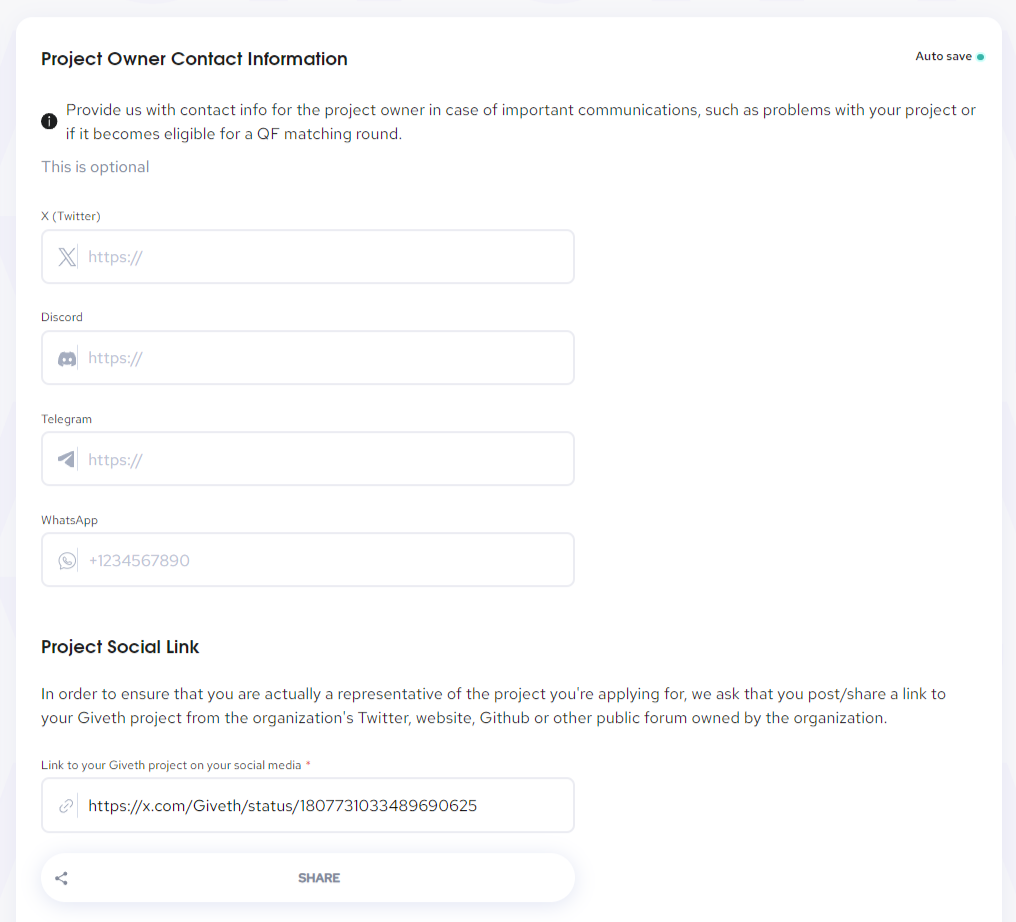 Project Owner Contact Information
Auto save
Provide us with contact info for the project owner in case of important communications, such as problems with your project or
if it becomes eligible for a QF matching round.
This is optional
X (Twitter)
https://
Discord
https://
Telegram
https://
WhatsApp
+1234567890
Project Social Link
In order to ensure that you are actually a representative of the project you're applying for, we ask that you post/share a link to
your Giveth project from the organization's Twitter, website, Github or other public forum owned by the organization.
Link to your Giveth project on your social media *
https://x.com/Giveth/status/1807731033489690625
SHARE